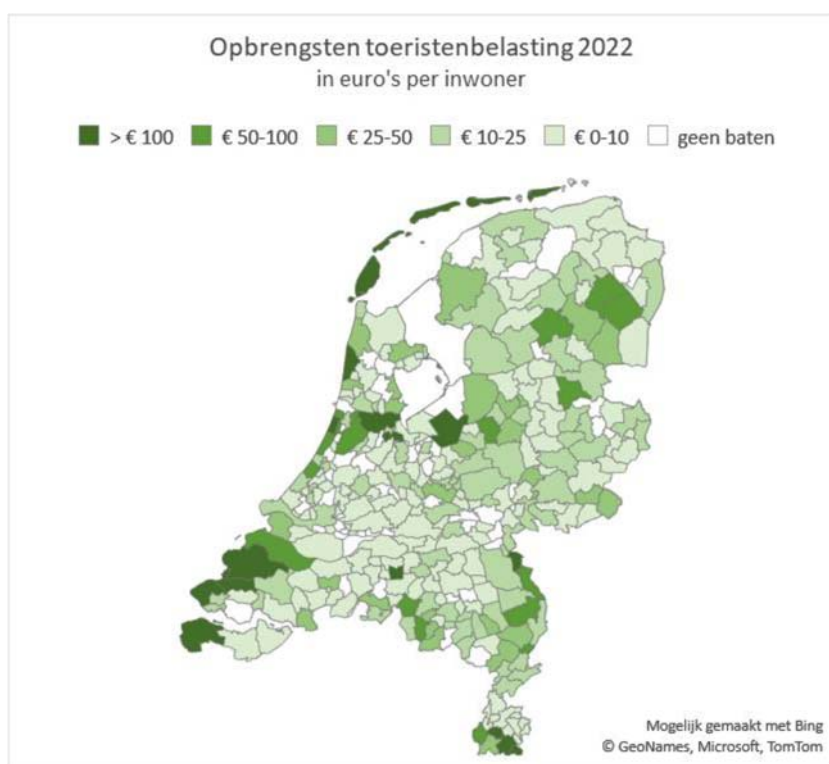 Opbrengsten toeristenbelasting 2022
in euro's per inwoner
> € 100 € 50-100 € 25-50 € 10-25 € 0-10 geen baten
Mogelijk gemaakt met Bing
© GeoNames, Microsoft, TomTom